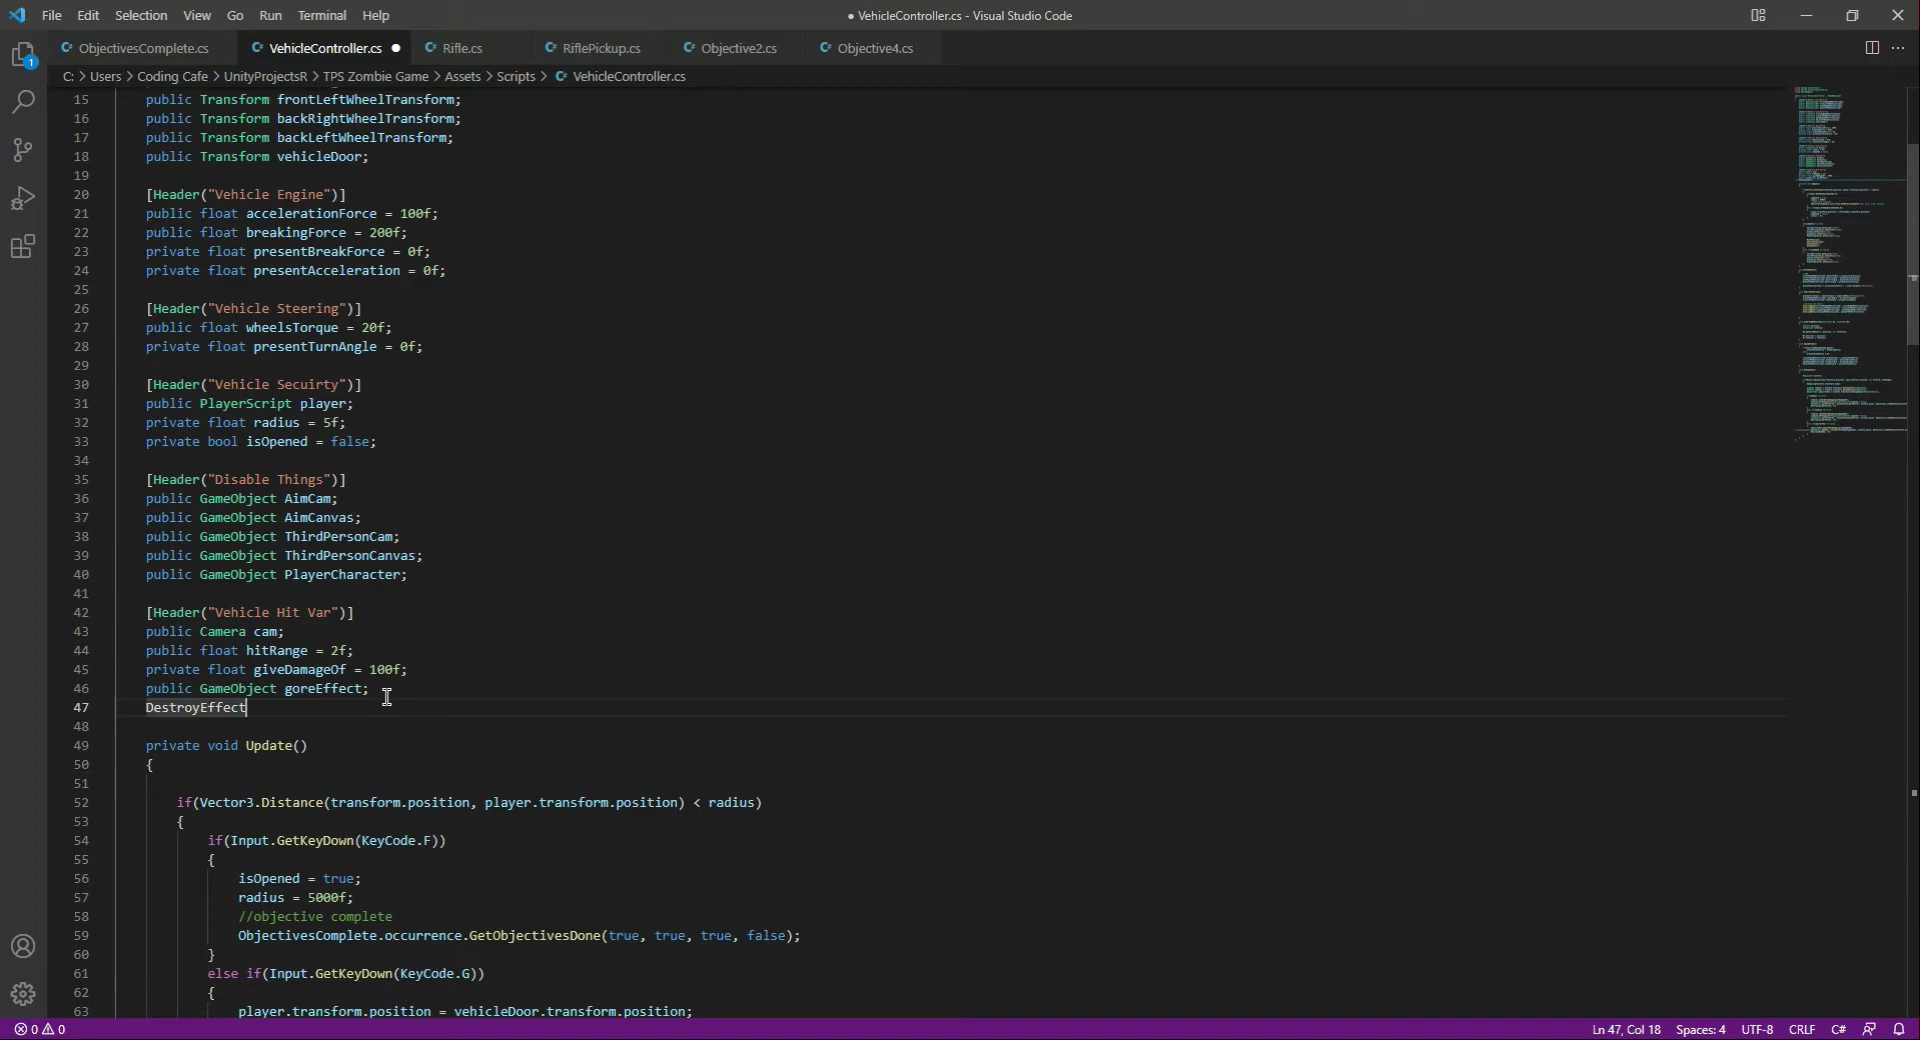 File Edit Selection View Go Run Terminal Help ● VehicleController.cs - Visual Studio Code
ObjectivesComplete.cs VehicleController.cs ● Rifle.cs RiflePickup.cs Objective2.cs Objective4.cs
C: > Users > Coding Cafe > UnityProjectsR > TPS Zombie Game > Assets > Scripts > VehicleController.cs
1
15 public Transform frontLeftWheelTransform;
16 public Transform backRightWheelTransform;
17 public Transform backLeftWheelTransform;
18 public Transform vehicleDoor;
19
20 [Header("Vehicle Engine")]
21 public float accelerationForce = 100f;
22 public float breakingForce = 200f;
23 private float presentBreakForce = 0f;
24 private float presentAcceleration = 0f;
25
26 [Header("Vehicle Steering")]
27 public float wheelsTorque = 20f;
28 private float presentTurnAngle = 0f;
29
30 [Header("Vehicle Secuirty")]
31 public PlayerScript player;
32 private float radius = 5f;
33 private bool isOpened = false;
34
35 [Header("Disable Things")]
36 public GameObject AimCam;
37 public GameObject AimCanvas;
38 public GameObject ThirdPersonCam;
39 public GameObject ThirdPersonCanvas;
40 public GameObject PlayerCharacter;
41
42 [Header("Vehicle Hit Var")]
43 public Camera cam;
44 public float hitRange = 2f;
45 private float giveDamageOf = 100f;
46 public GameObject goreEffect;
47 DestroyEffect
48
49 private void Update()
50 {
51
52 if(Vector3.Distance(transform.position, player.transform.position) < radius)
53 {
54 if(Input.GetKeyDown(KeyCode.F))
55 {
56 isOpened = true;
57 radius = 5000f;
58 //objective complete
59 ObjectivesComplete.occurrence.GetObjectivesDone(true, true, true, false);
60 }
61 else if(Input.GetKeyDown(KeyCode.G))
62 {
63 player.transform.position = vehicleDoor.transform.position;
0 0 Ln 47, Col 18 Spaces: 4 UTF-8 CRLF C#